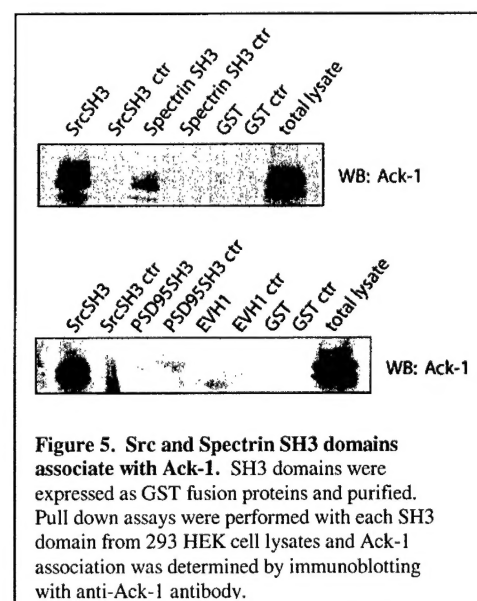 SrcSH3
SrcSH3 ctr
Spectrin SH3
Spectrin SH3 ctr
GST
GST ctr
total lysate
WB: Ack-1
SrcSH3
SrcSH3 ctr
PSD95SH3
PSD95SH3 ctr
EVH1
EVH1 ctr
GST
GST ctr
total lysate
WB: Ack-1
Figure 5. Src and Spectrin SH3 domains
associate with Ack-1. SH3 domains were
expressed as GST fusion proteins and purified.
Pull down assays were performed with each SH3
domain from 293 HEK cell lysates and Ack-1
association was determined by immunoblotting
with anti-Ack-1 antibody.